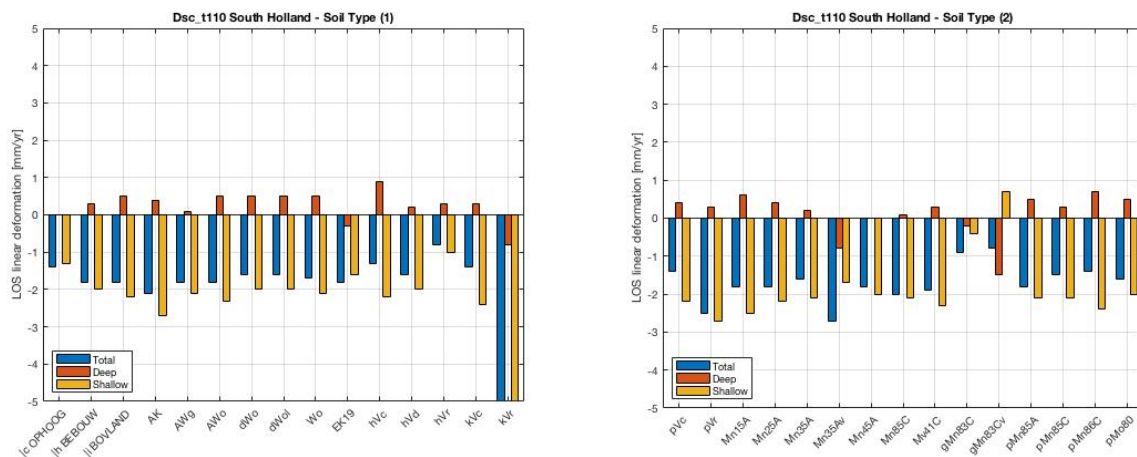 Dsc_t110 South Holland - Soil Type (1)
LOS linear deformation [mm/yr]
5
4
3
2
1
0
-1
-2
-3
-4
-5
Total
Deep
Shallow
|c OPHOOG
|h BEBOUW
|i BOVLAND
AK
AWg
AWo
dWo
dWol
Wo
EK19
hVc
hVd
hVr
kVc
kVr
Dsc_t110 South Holland - Soil Type (2)
LOS linear deformation [mm/yr]
5
4
3
2
1
0
-1
-2
-3
-4
-5
Total
Deep
Shallow
pVc
pVr
Mn15A
Mn25A
Mn35A
Mn35Av
Mn45A
Mn85C
Mv41C
gMn83C
gMn83Cv
pMn85A
pMn85C
pMn86C
pMo80